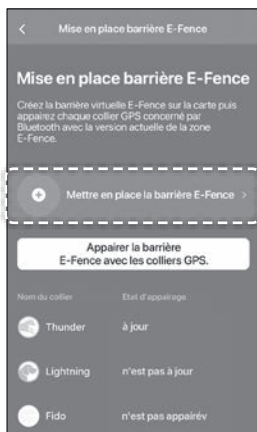 Mise en place barrière E-Fence
Mise en place barrière E-Fence
Créez la barrière virtuelle E-Fence sur la carte puis
appairez chaque collier GPS concerné par
Bluetooth avec la version actuelle de la zone
E-Fence.
Mettre en place la barrière E-Fence
Appairer la barrière
E-Fence avec les colliers GPS.
Nom du collier Etat d'appairage
Thunder à jour
Lightning n'est pas à jour
Fido n'est pas appairév